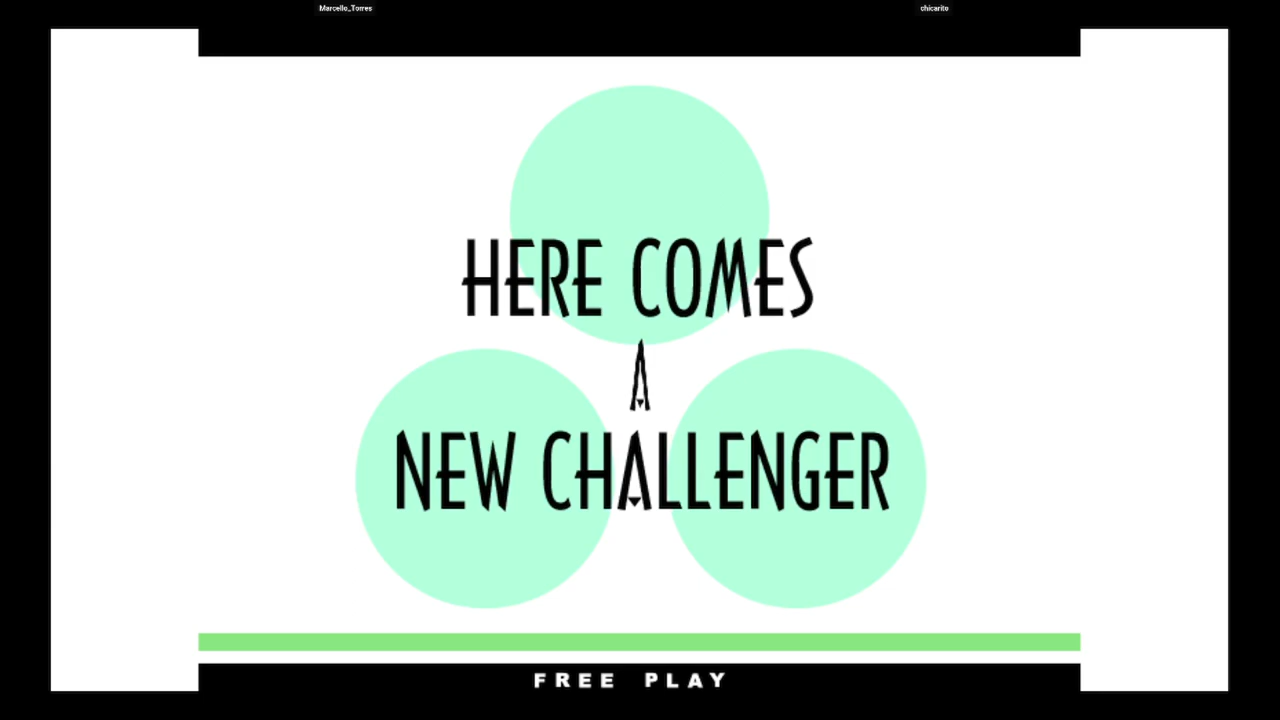 Marcello_Torres chicarito
HERE COMES
A
NEW CHALLENGER
FREE PLAY